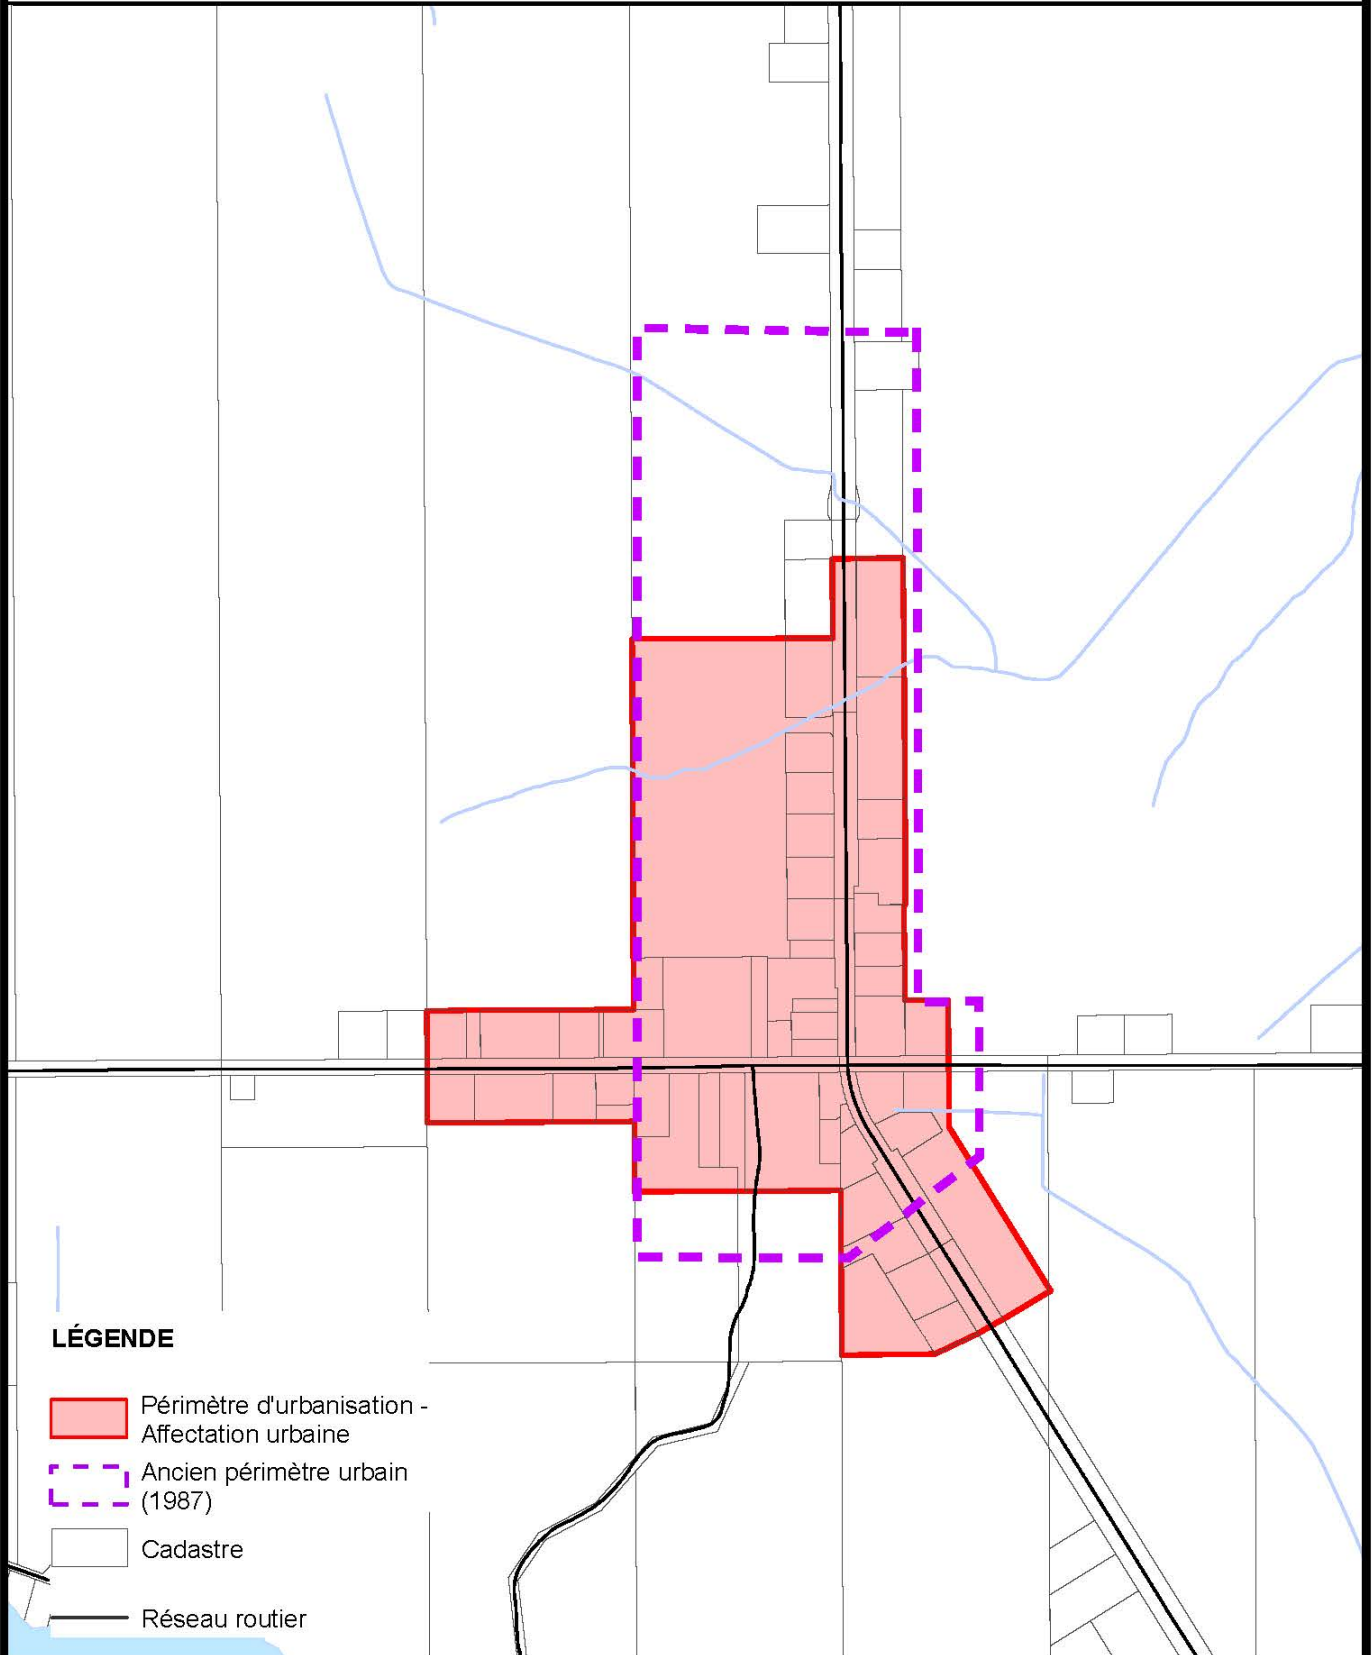 LÉGENDE
Périmètre d'urbanisation -
Affectation urbaine
Ancien périmètre urbain
(1987)
Cadastre
Réseau routier